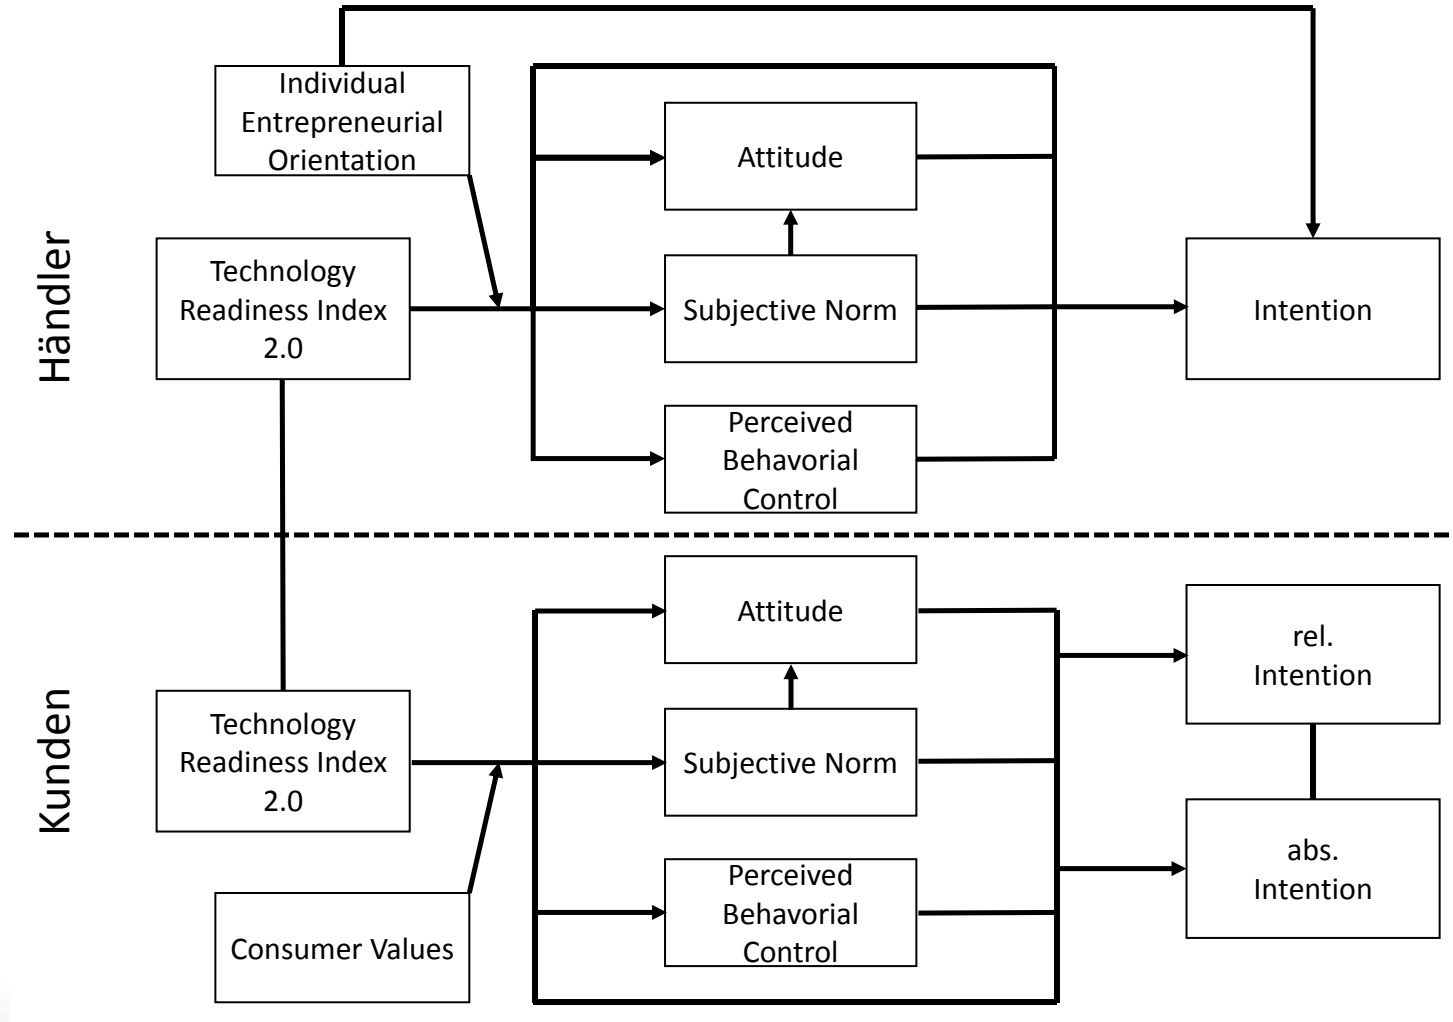 Händler
Individual
Entrepreneurial
Orientation
Attitude
Technology
Readiness Index
2.0
Subjective Norm
Intention
Perceived
Behavorial
Control
Kunden
Attitude
rel.
Intention
Technology
Readiness Index
2.0
Subjective Norm
abs.
Intention
Perceived
Behavorial
Control
Consumer Values